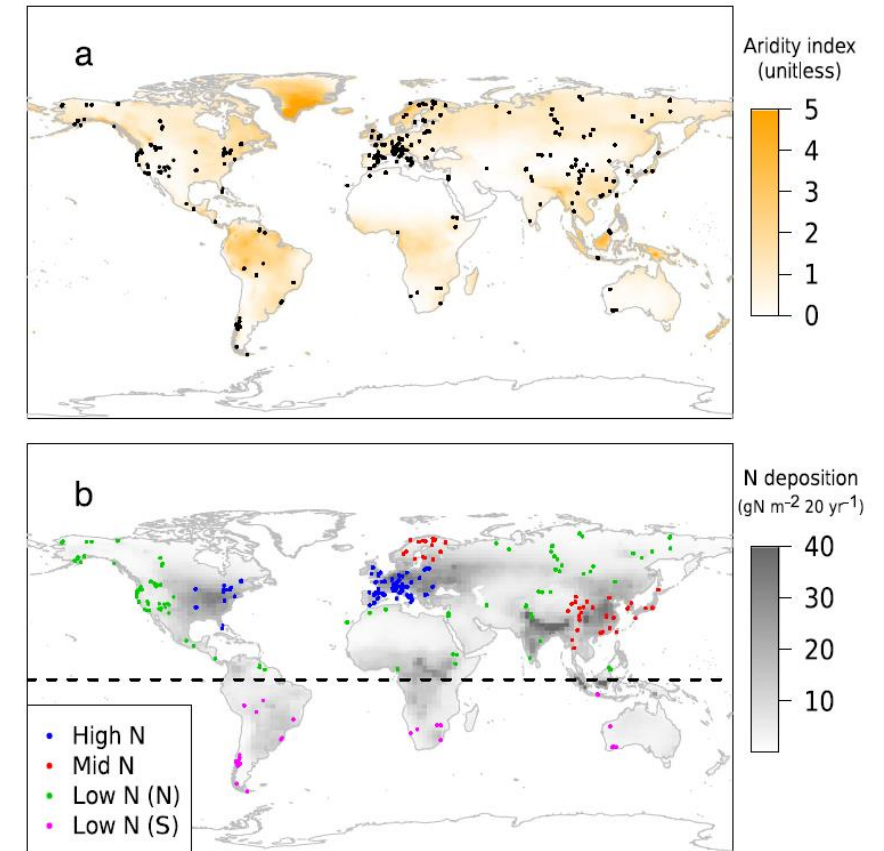 a
Aridity index
(unitless)
5
4
3
2
1
0
b
N deposition
(gN m⁻² 20 yr⁻¹)
40
30
20
10
High N
Mid N
Low N (N)
Low N (S)